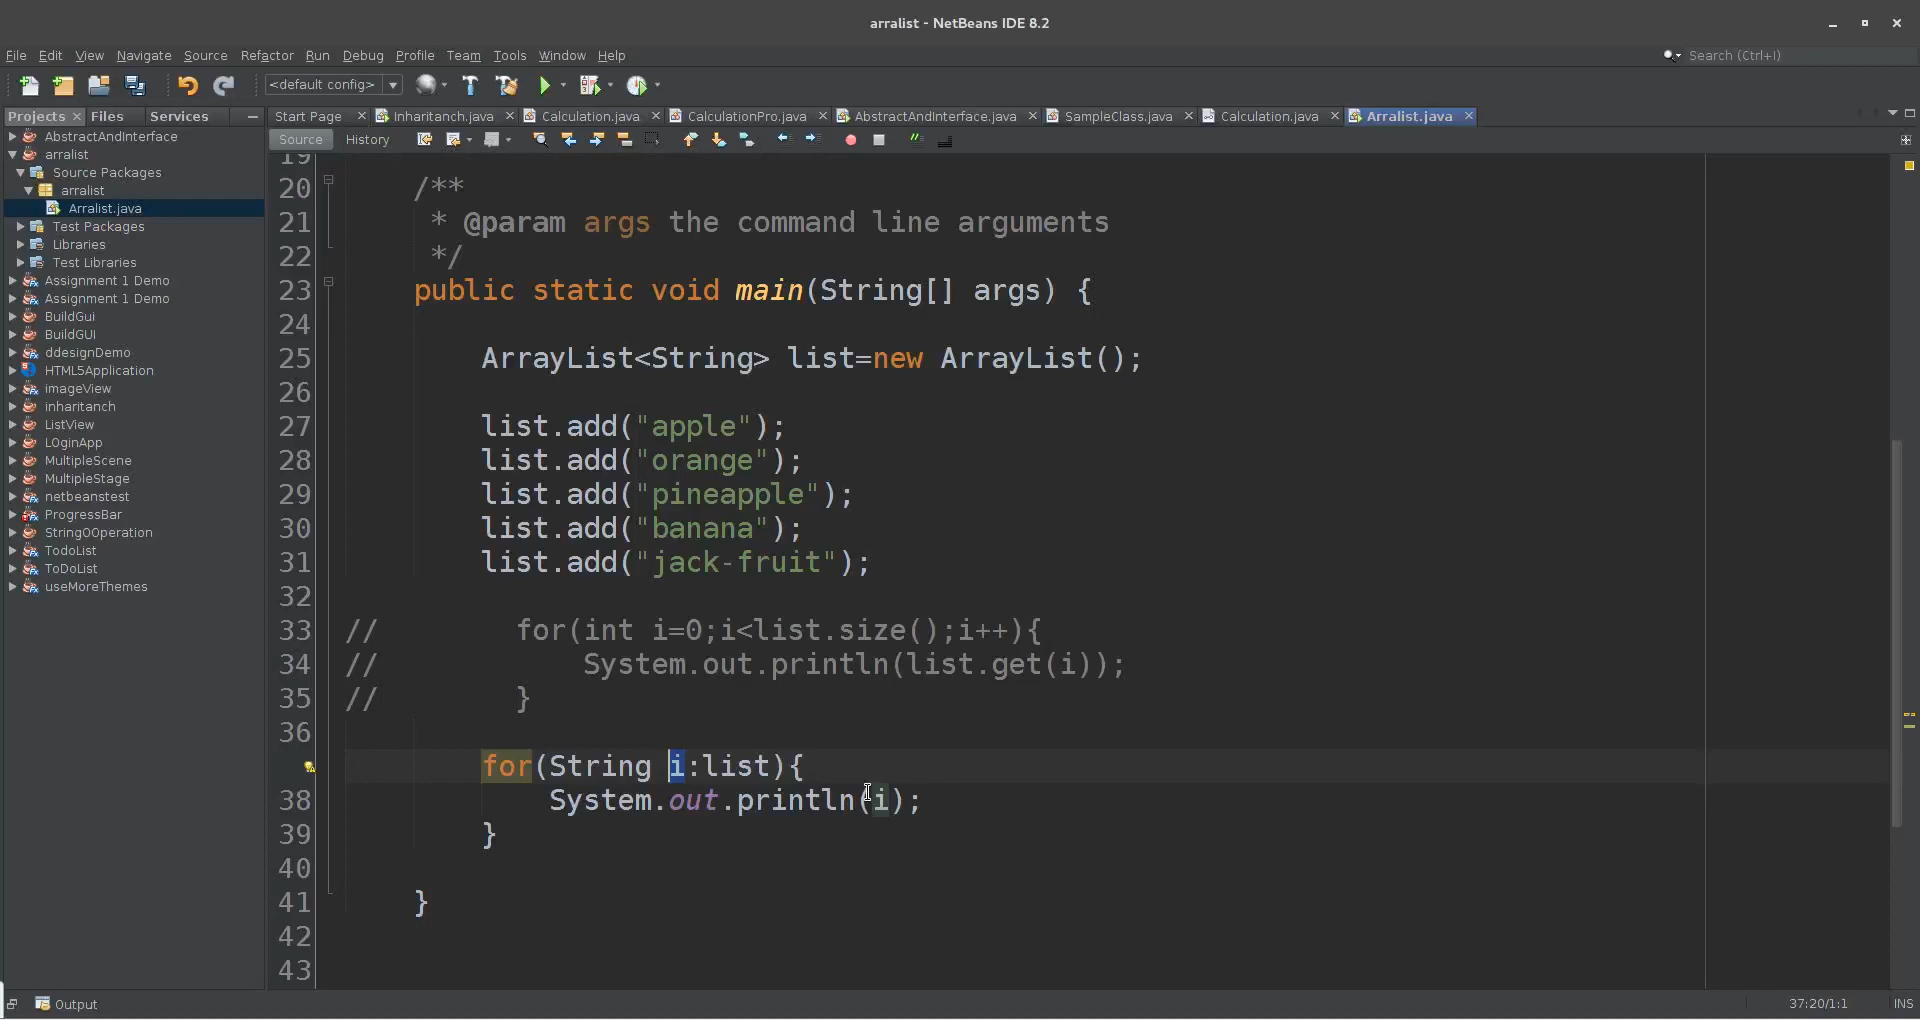 arralist - NetBeans IDE 8.2
File Edit View Navigate Source Refactor Run Debug Profile Team Tools Window Help
Search (Ctrl+I)
<default config>
Projects Files Services
Start Page Inharitanch.java Calculation.java CalculationPro.java AbstractAndInterface.java SampleClass.java Calculation.java Arralist.java
Source History
AbstractAndInterface
arralist
Source Packages
arralist
Arralist.java
Test Packages
Libraries
Test Libraries
Assignment 1 Demo
Assignment 1 Demo
BuildGui
BuildGUI
ddesignDemo
HTML5Application
imageView
inharitanch
ListView
LOginApp
MultipleScene
MultipleStage
netbeanstest
ProgressBar
StringOOperation
TodoList
ToDoList
useMoreThemes
19
20 /**
21 * @param args the command line arguments
22 */
23 public static void main(String[] args) {
24
25 ArrayList<String> list=new ArrayList();
26
27 list.add("apple");
28 list.add("orange");
29 list.add("pineapple");
30 list.add("banana");
31 list.add("jack-fruit");
32
33 // for(int i=0;i<list.size();i++){
34 // System.out.println(list.get(i));
35 // }
36
for(String i:list){
38 System.out.println(i);
39 }
40
41 }
42
43
Output
37:20/1:1 INS